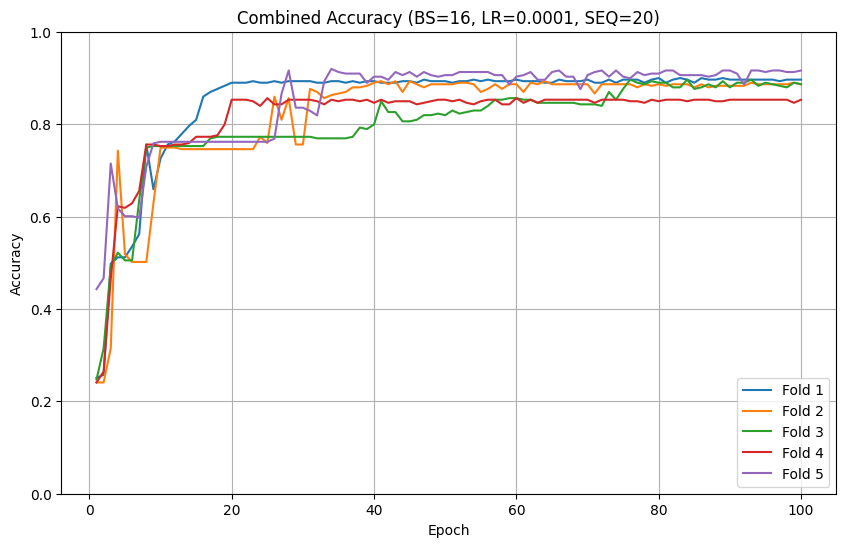 Combined Accuracy (BS=16, LR=0.0001, SEQ=20)
1.0
0.8
0.6
0.4
0.2
0.0
Accuracy
0 20 40 60 80 100
Epoch
Fold 1
Fold 2
Fold 3
Fold 4
Fold 5